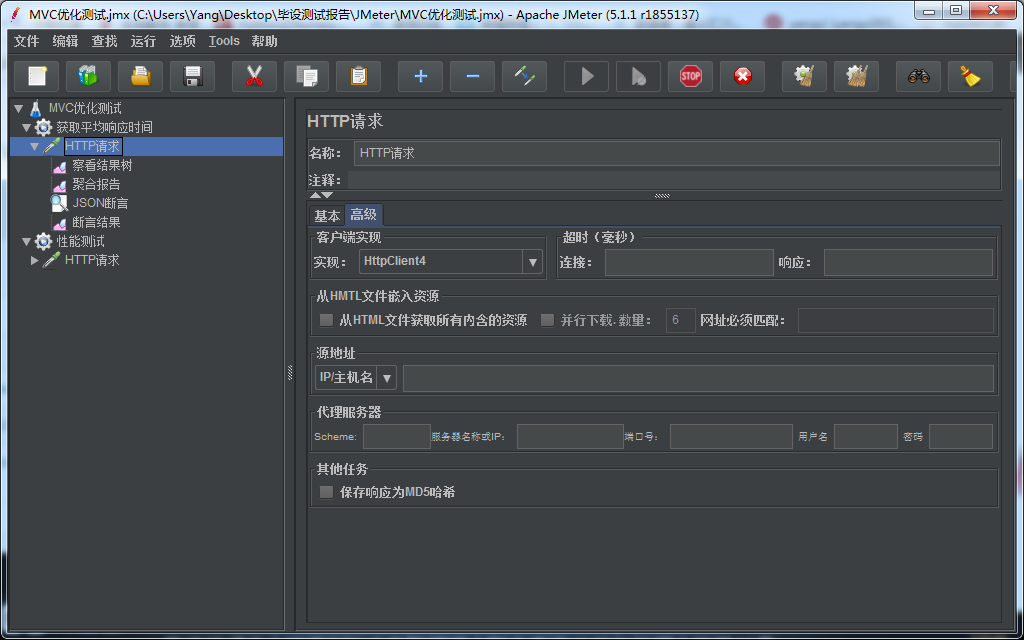 MVC优化测试.jmx (C:\Users\Yang\Desktop\毕设测试报告\JMeter\MVC优化测试.jmx) - Apache JMeter (5.1.1 r1855137)
文件 编辑 查找 运行 选项 Tools 帮助
STOP
MVC优化测试
获取平均响应时间
HTTP请求
察看结果树
聚合报告
JSON断言
断言结果
性能测试
HTTP请求
HTTP请求
名称： HTTP请求
注释：
基本 高级
客户端实现
实现： HttpClient4
超时（毫秒）
连接： 响应：
从HMTL文件嵌入资源
从HTML文件获取所有内含的资源 并行下载.数量： 6 网址必须匹配：
源地址
IP/主机名
代理服务器
Scheme: 服务器名称或IP： 端口号： 用户名 密码
其他任务
保存响应为MD5哈希